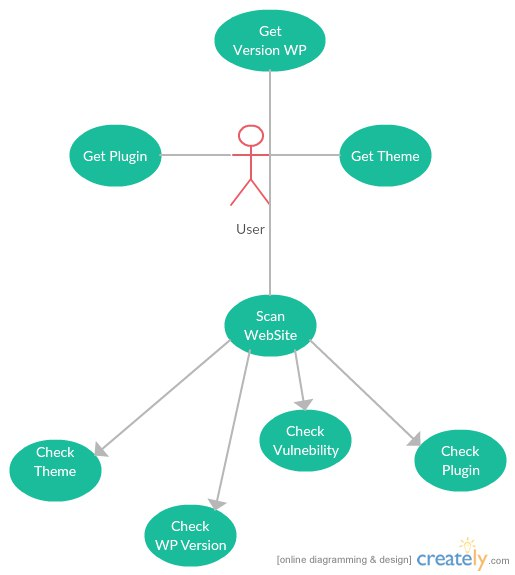 Get
Version WP
Get Plugin
Get Theme
User
Scan
WebSite
Check
Theme
Check
WP Version
Check
Vulnebility
Check
Plugin
[online diagramming & design] creately.com